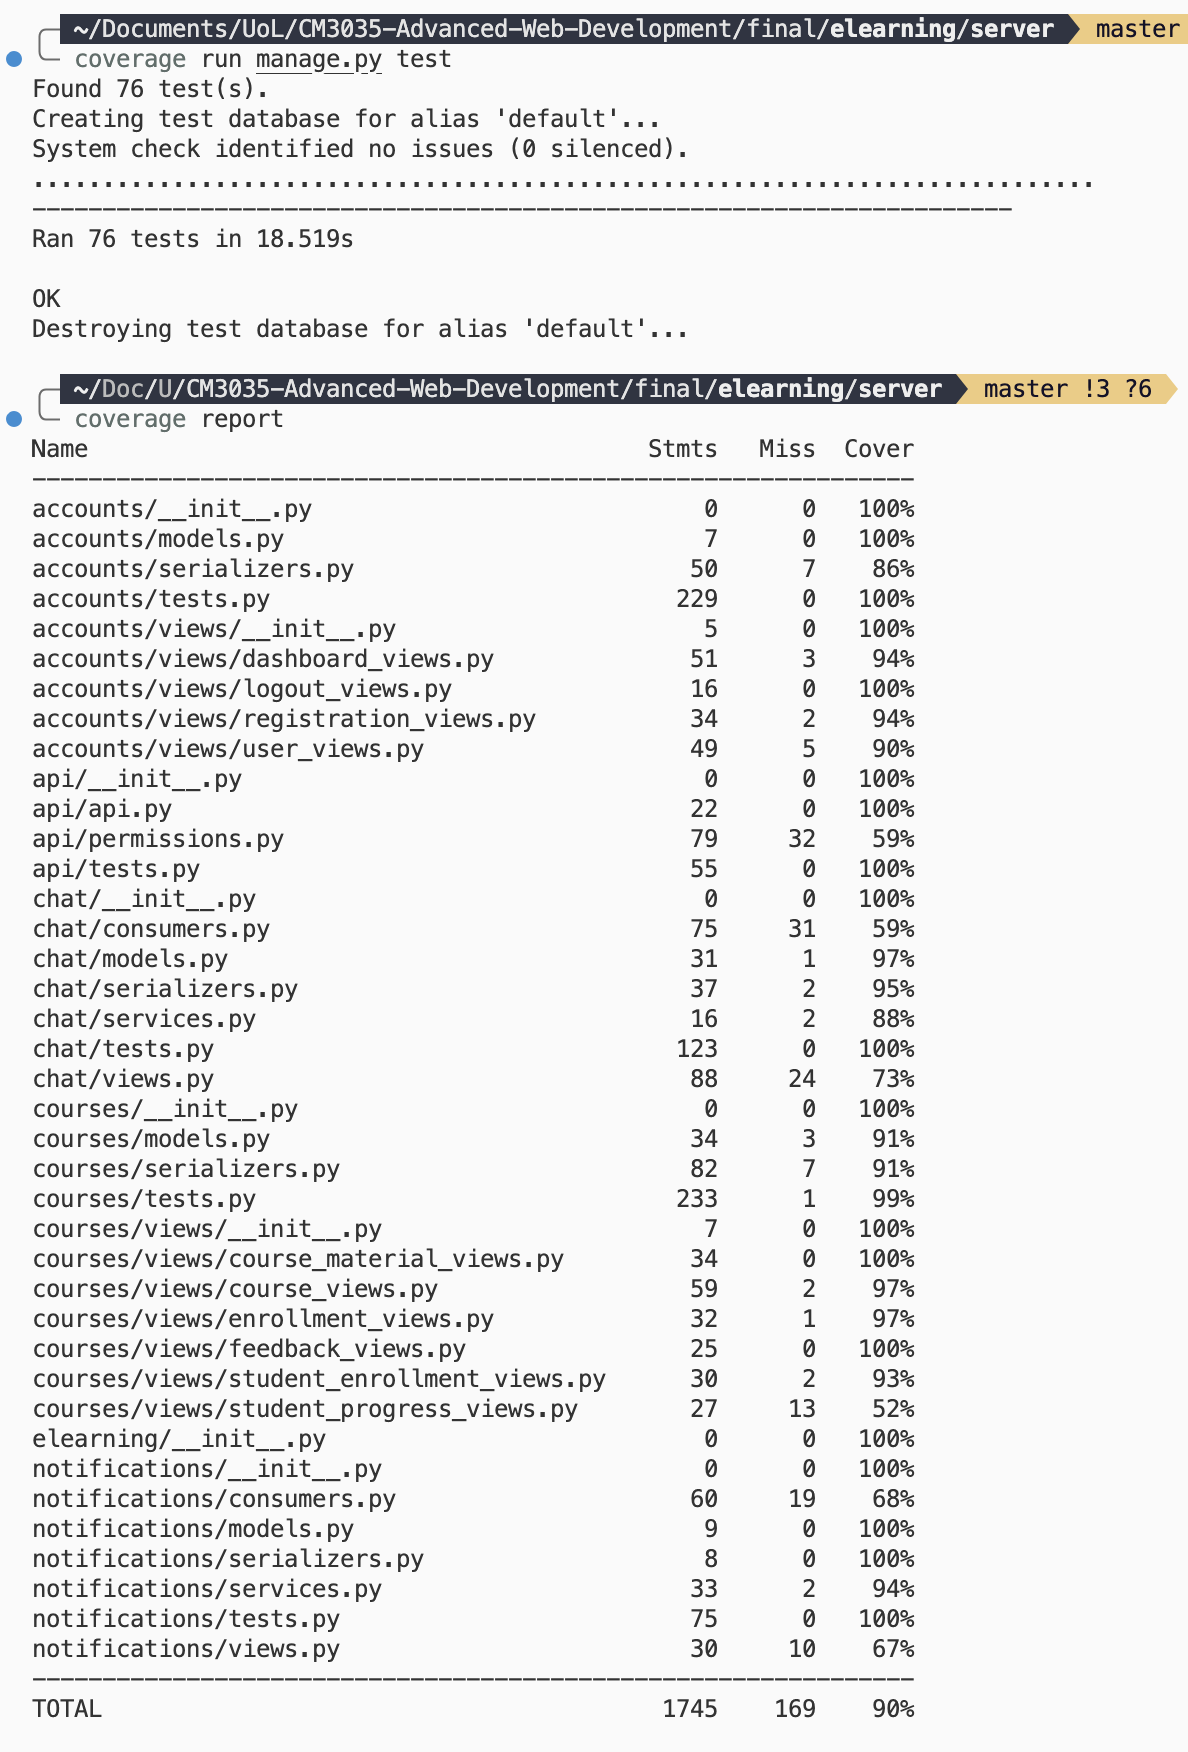 ~/Documents/UoL/CM3035-Advanced-Web-Development/final/elearning/server master
coverage run manage.py test
Found 76 test(s).
Creating test database for alias 'default'...
System check identified no issues (0 silenced).
............................................................................
----------------------------------------------------------------------
Ran 76 tests in 18.519s

OK
Destroying test database for alias 'default'...

~/Doc/U/CM3035-Advanced-Web-Development/final/elearning/server master !3 ?6
coverage report
Name                                         Stmts   Miss  Cover
---------------------------------------------------------------
accounts/__init__.py                             0      0   100%
accounts/models.py                               7      0   100%
accounts/serializers.py                         50      7    86%
accounts/tests.py                              229      0   100%
accounts/views/__init__.py                       5      0   100%
accounts/views/dashboard_views.py               51      3    94%
accounts/views/logout_views.py                  16      0   100%
accounts/views/registration_views.py            34      2    94%
accounts/views/user_views.py                    49      5    90%
api/__init__.py                                  0      0   100%
api/api.py                                      22      0   100%
api/permissions.py                              79     32    59%
api/tests.py                                    55      0   100%
chat/__init__.py                                 0      0   100%
chat/consumers.py                               75     31    59%
chat/models.py                                  31      1    97%
chat/serializers.py                             37      2    95%
chat/services.py                                16      2    88%
chat/tests.py                                  123      0   100%
chat/views.py                                   88     24    73%
courses/__init__.py                              0      0   100%
courses/models.py                               34      3    91%
courses/serializers.py                          82      7    91%
courses/tests.py                               233      1    99%
courses/views/__init__.py                        7      0   100%
courses/views/course_material_views.py          34      0   100%
courses/views/course_views.py                   59      2    97%
courses/views/enrollment_views.py               32      1    97%
courses/views/feedback_views.py                 25      0   100%
courses/views/student_enrollment_views.py       30      2    93%
courses/views/student_progress_views.py         27     13    52%
elearning/__init__.py                            0      0   100%
notifications/__init__.py                        0      0   100%
notifications/consumers.py                      60     19    68%
notifications/models.py                          9      0   100%
notifications/serializers.py                     8      0   100%
notifications/services.py                       33      2    94%
notifications/tests.py                          75      0   100%
notifications/views.py                          30     10    67%
---------------------------------------------------------------
TOTAL                                         1745    169    90%